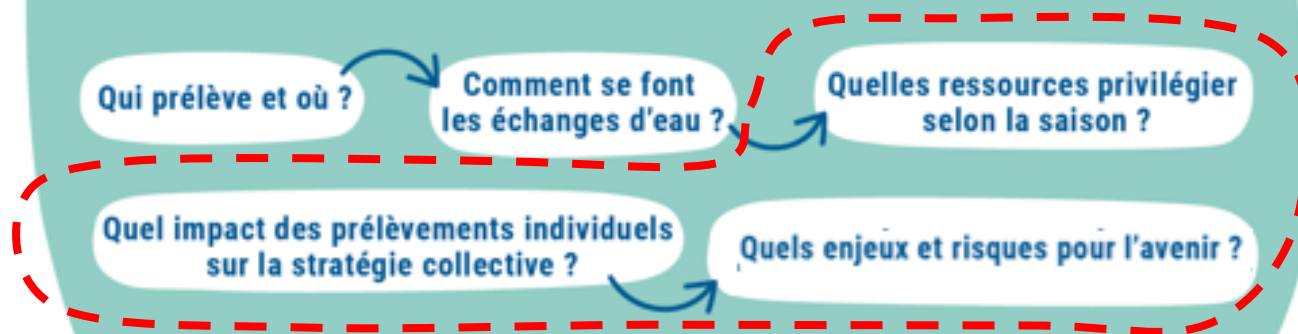 Qui prélève et où ?
Comment se font
les échanges d'eau ?
Quelles ressources privilégier
selon la saison ?
Quel impact des prélèvements individuels
sur la stratégie collective ?
Quels enjeux et risques pour l'avenir ?